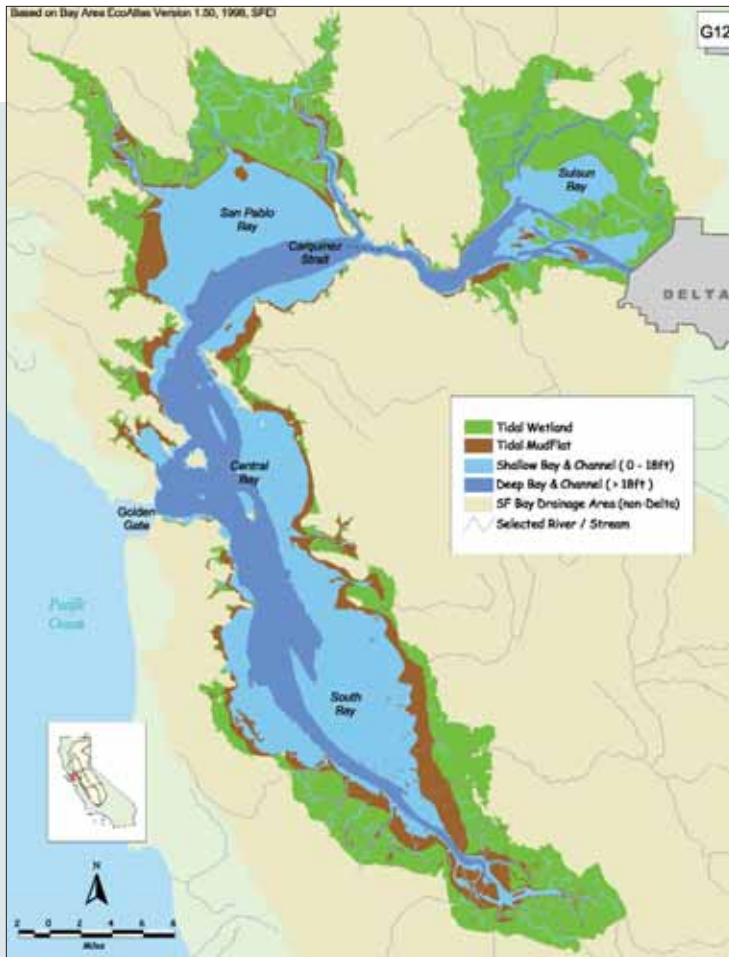 Based on Bay Area EcoAtlas Version 1.50, 1998, SFEI
G12
Suisun
Bay
San Pablo
Bay
Carquinez
Strait
DELTA
Tidal Wetland
Tidal MudFlat
Shallow Bay & Channel ( 0 - 18ft)
Deep Bay & Channel ( > 18ft )
SF Bay Drainage Area (non-Delta)
Selected River / Stream
Central
Bay
Golden
Gate
Pacific
Ocean
South
Bay
N
2 0 2 4 6 8
Miles